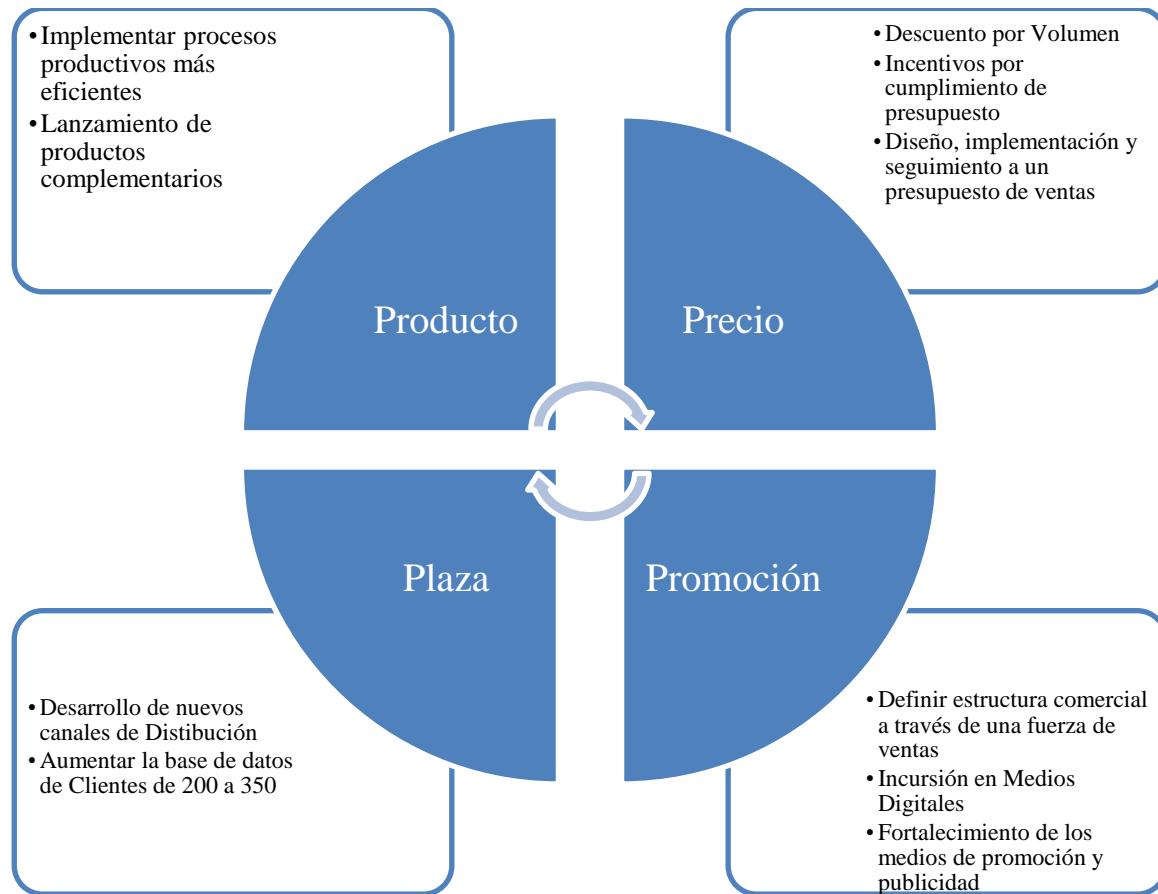 •Implementar procesos
productivos más
eficientes
•Lanzamiento de
productos
complementarios
•Descuento por Volumen
•Incentivos por
cumplimiento de
presupuesto
•Diseño, implementación y
seguimiento a un
presupuesto de ventas
Producto
Precio
Plaza
Promoción
•Desarrollo de nuevos
canales de Distibución
•Aumentar la base de datos
de Clientes de 200 a 350
•Definir estructura comercial
a través de una fuerza de
ventas
•Incursión en Medios
Digitales
•Fortalecimiento de los
medios de promoción y
publicidad